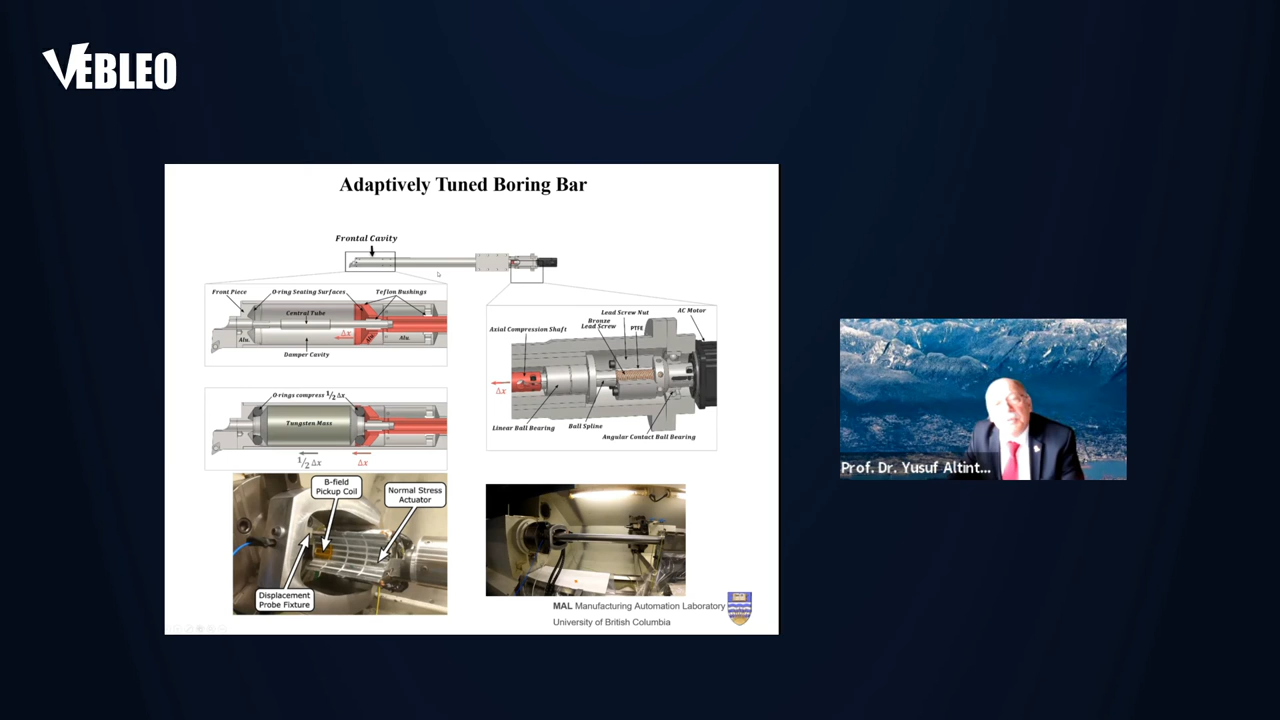 VEBLEO
Adaptively Tuned Boring Bar
Frontal Cavity
Front Piece
O-ring Seating Surfaces
Teflon Bushings
Central Tube
Δx
Alu.
Alu.
Alu.
Damper Cavity
O-rings compress 1/2 Δx
Tungsten Mass
1/2 Δx
Δx
B-field
Pickup Coil
Normal Stress
Actuator
Displacement
Probe Fixture
AC Motor
Lead Screw Nut
Bronze
Lead Screw
PTFE
Axial Compression Shaft
Δx
Linear Ball Bearing
Ball Spline
Angular Contact Ball Bearing
MAL Manufacturing Automation Laboratory
University of British Columbia
Prof. Dr. Yusuf Altint...